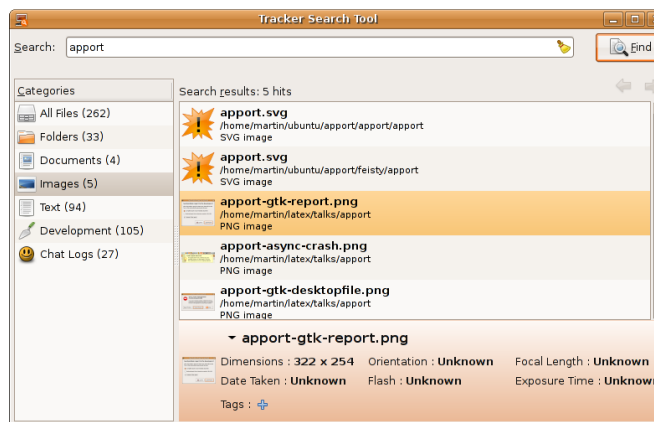 Tracker Search Tool
Search: apport Find
Categories
All Files (262)
Folders (33)
Documents (4)
Images (5)
Text (94)
Development (105)
Chat Logs (27)
Search results: 5 hits
apport.svg
/home/martin/ubuntu/apport/apport/apport
SVG image
apport.svg
/home/martin/ubuntu/apport/feisty/apport
SVG image
apport-gtk-report.png
/home/martin/latex/talks/apport
PNG image
apport-async-crash.png
/home/martin/latex/talks/apport
PNG image
apport-gtk-desktopfile.png
/home/martin/latex/talks/apport
PNG image
apport-gtk-report.png
Dimensions : 322 x 254 Orientation : Unknown Focal Length : Unknown
Date Taken : Unknown Flash : Unknown Exposure Time : Unknow
Tags :